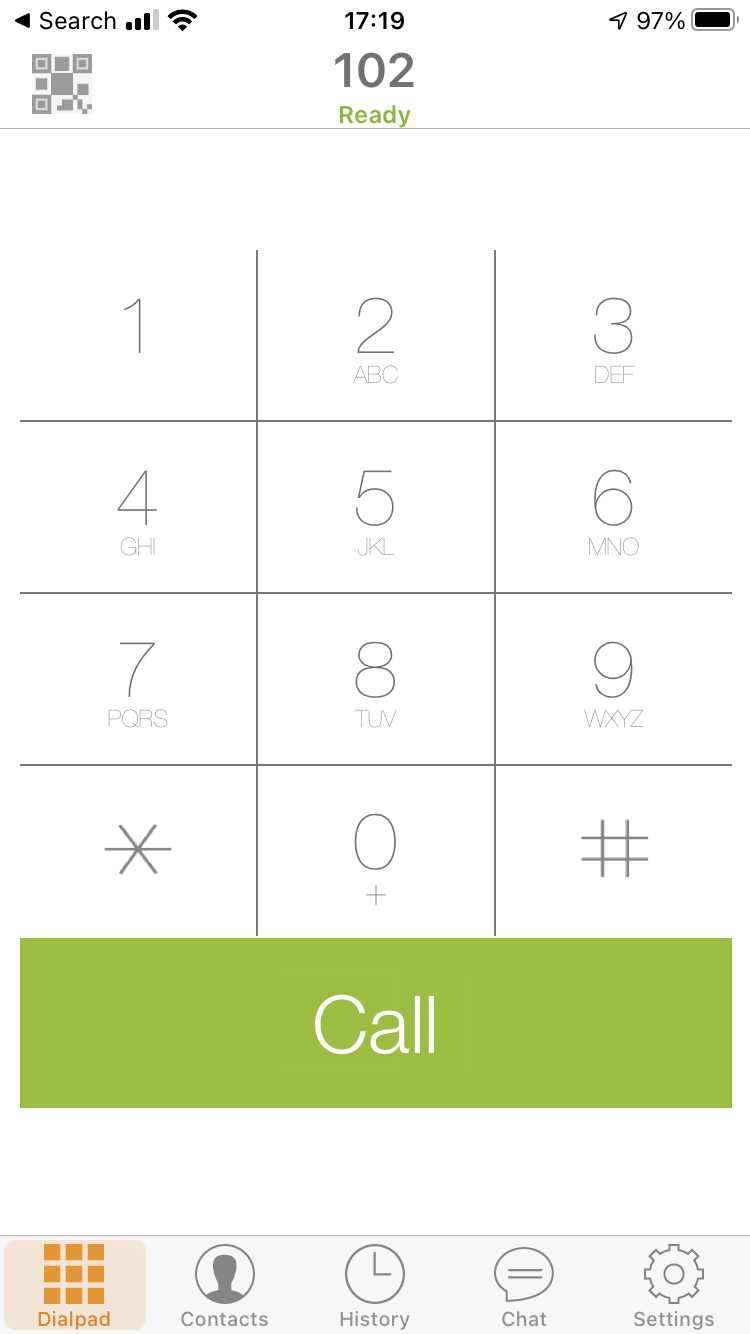 Search 17:19 97%
102
Ready
1 2 3
ABC DEF
4 5 6
GHI JKL MNO
7 8 9
PQRS TUV WXYZ
* 0 #
+
Call
Dialpad Contacts History Chat Settings